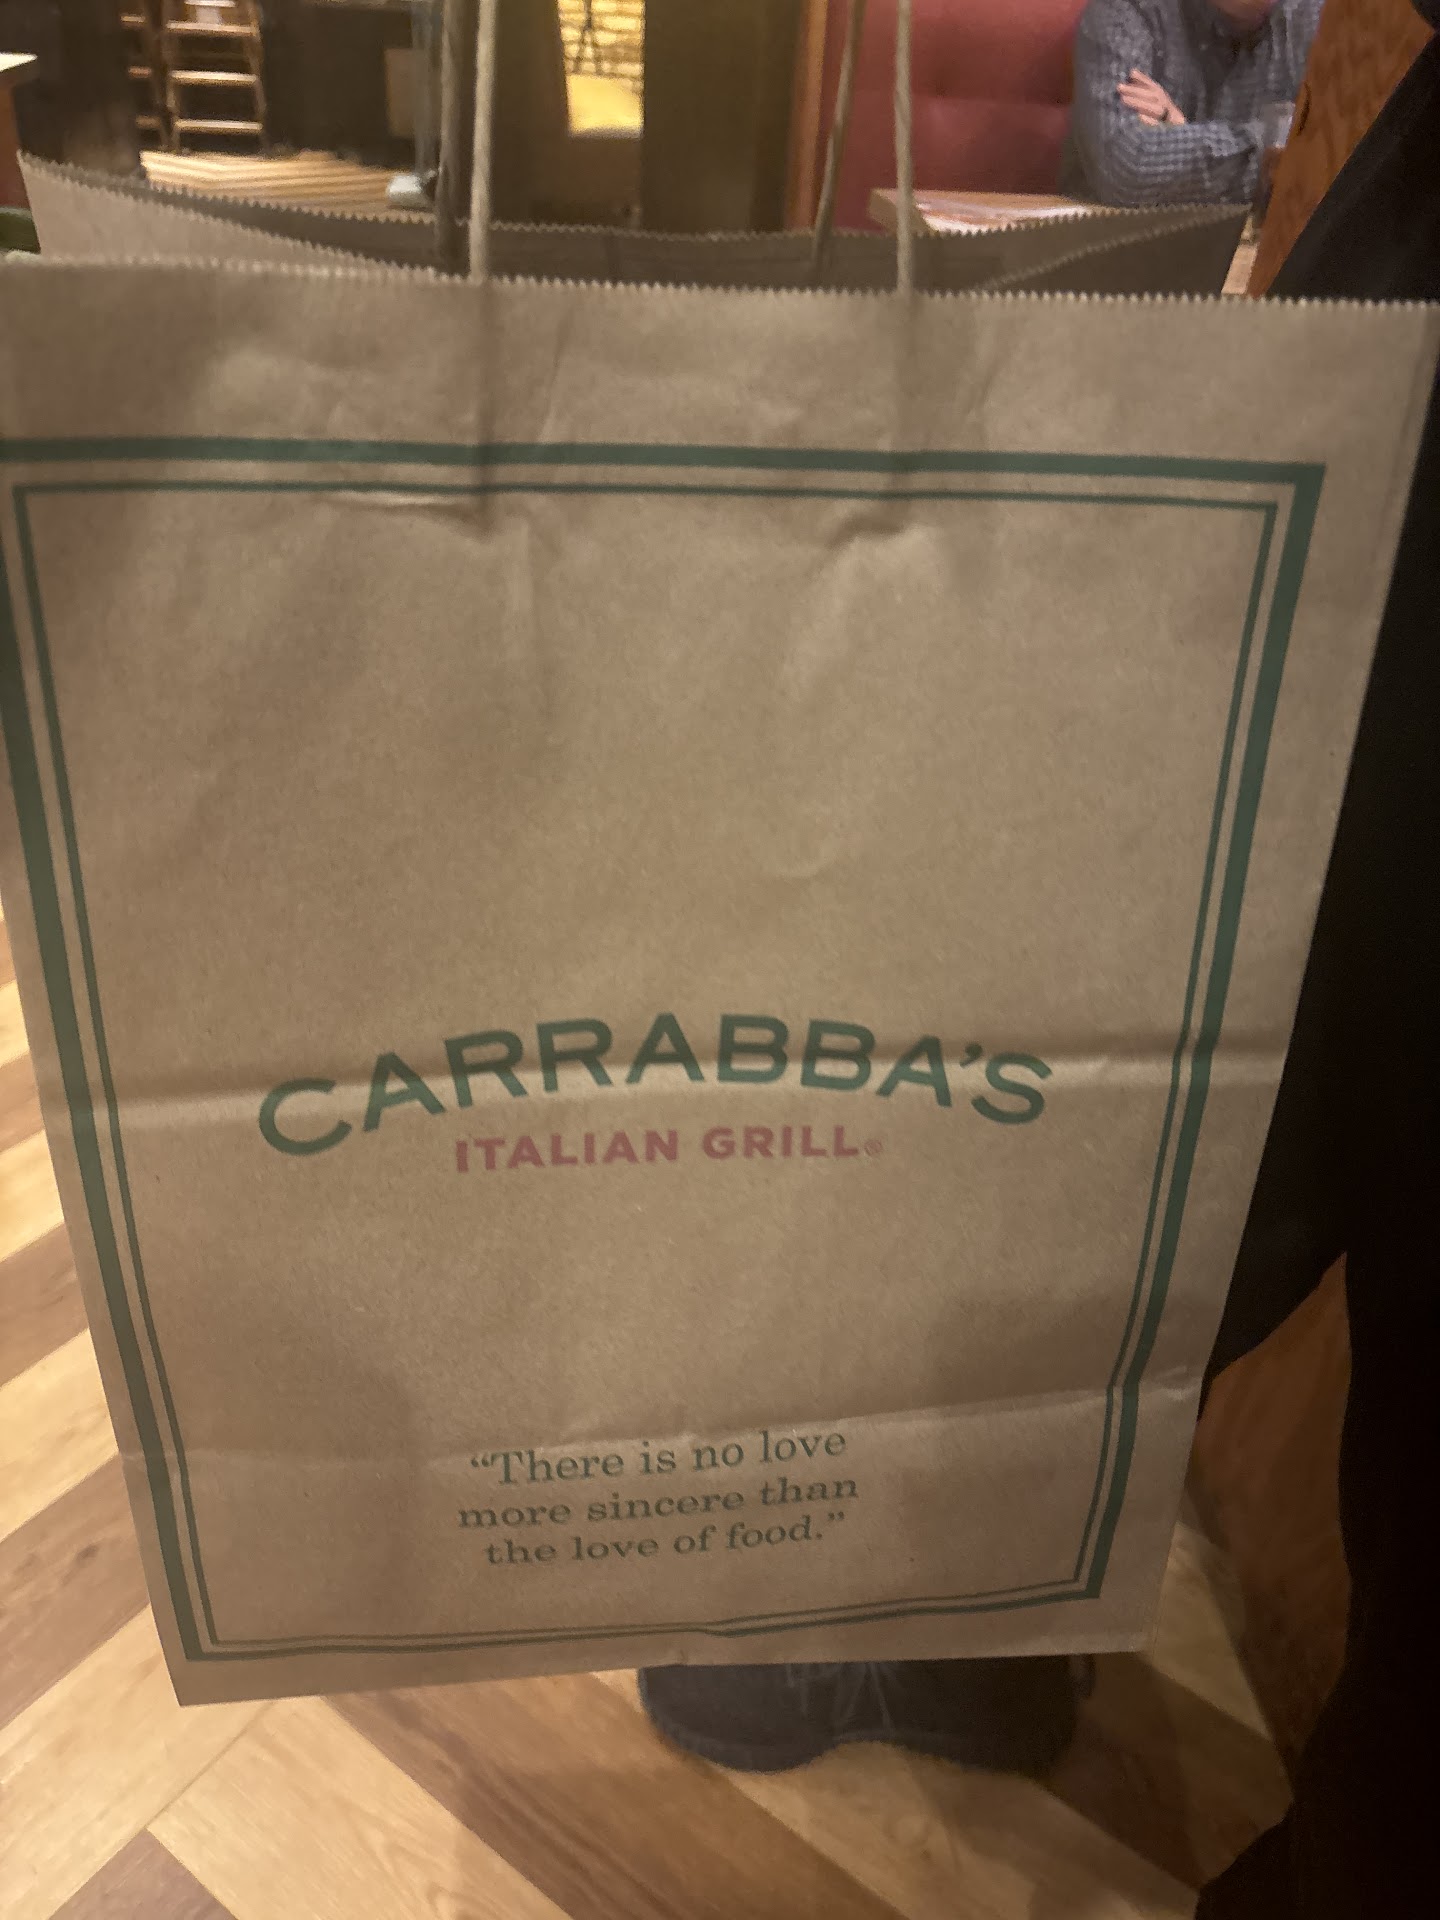 CARRABBA'S
ITALIAN GRILL®
“There is no love
more sincere than
the love of food.”